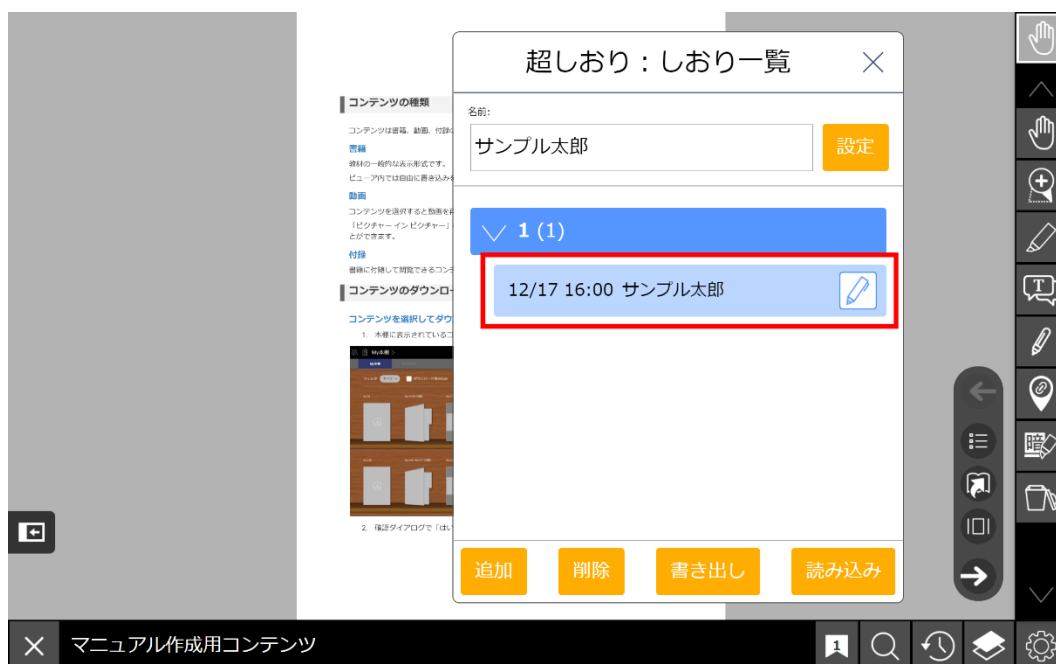 超しおり：しおり一覧
名前:
サンプル太郎
設定
1 (1)
12/17 16:00 サンプル太郎
追加
削除
書き出し
読み込み
コンテンツの種類
コンテンツは書籍、動画、付録
書籍
教材の一般的な表示形式です。
ビューア内では自由に書き込み
動画
コンテンツを選択すると動画を
「ピクチャー イン ピクチャー」
とができます。
付録
書籍に付随して閲覧できるコン
コンテンツのダウンロ
コンテンツを選択してダウ
1. 本棚に表示されているコ
My本棚
2. 確認ダイアログで「はい
T
暗
マニュアル作成用コンテンツ
1